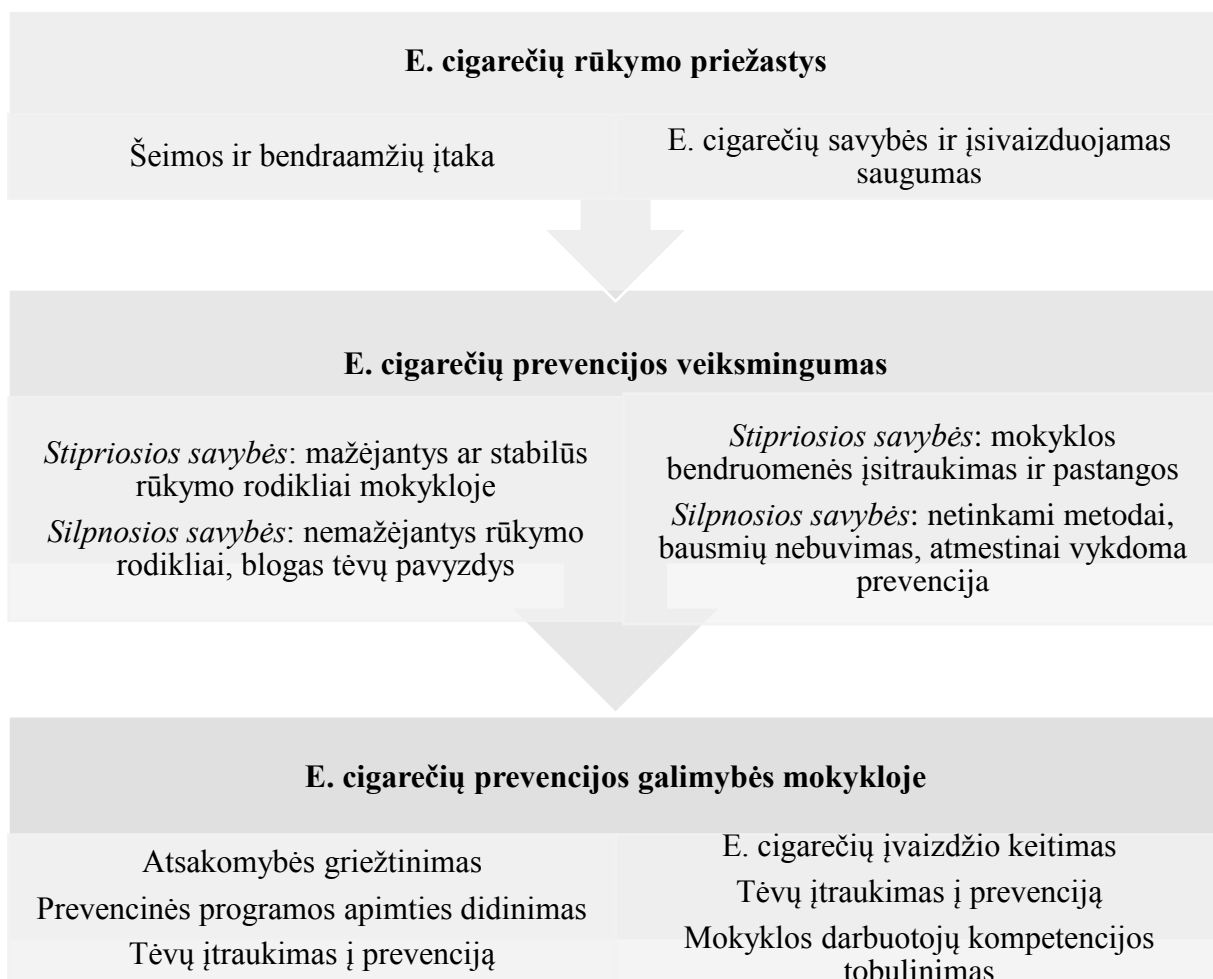 E. cigarečių rūkymo priežastys
Šeimos ir bendraamžių įtaka
E. cigarečių savybės ir įsivaizduojamas
saugumas
E. cigarečių prevencijos veiksmingumas
Stipriosios savybės: mažėjantys ar stabilūs
rūkymo rodikliai mokykloje
Silpnosios savybės: nemažėjantys rūkymo
rodikliai, blogas tėvų pavyzdys
Stipriosios savybės: mokyklos
bendruomenės įsitraukimas ir pastangos
Silpnosios savybės: netinkami metodai,
bausmių nebuvimas, atmestinai vykdoma
prevencija
E. cigarečių prevencijos galimybės mokykloje
Atsakomybės griežtinimas
Prevencinės programos apimties didinimas
Tėvų įtraukimas į prevenciją
E. cigarečių įvaizdžio keitimas
Tėvų įtraukimas į prevenciją
Mokyklos darbuotojų kompetencijos
tobulinimas